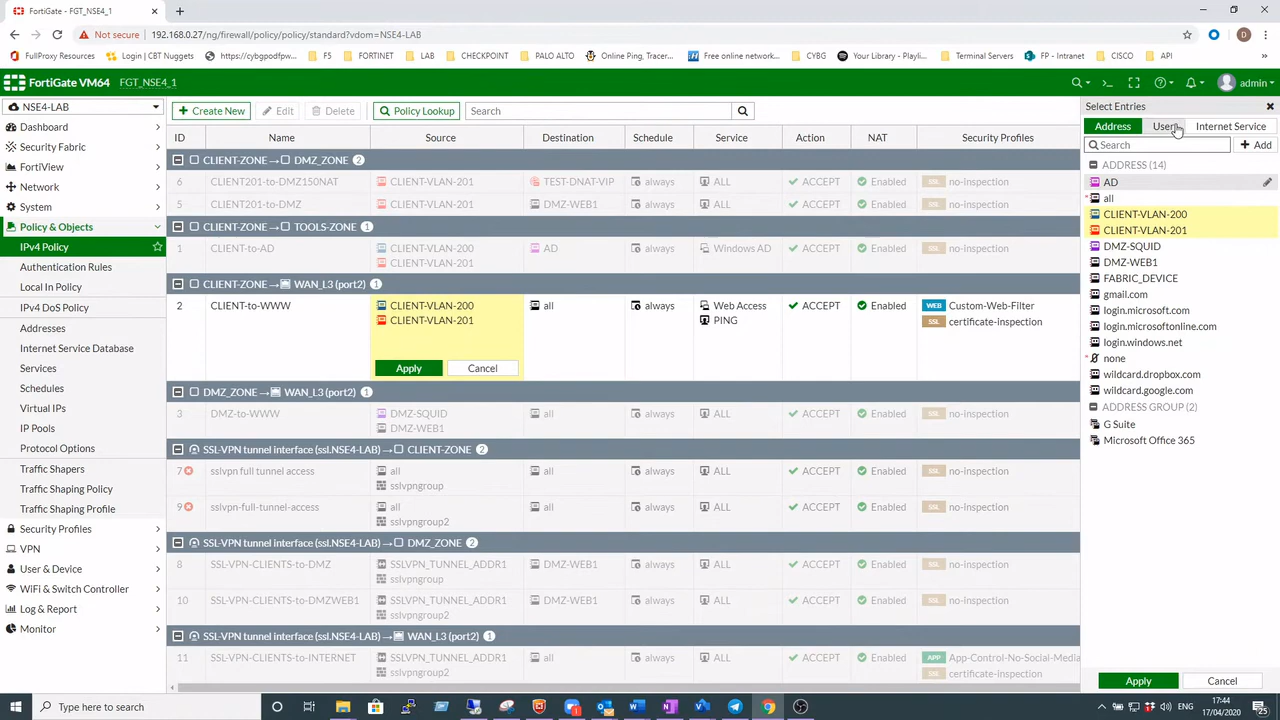 FortiGate - FGT_NSE4_1
Not secure | 192.168.0.27/ng/firewall/policy/policy/standard?vdom=NSE4-LAB
D
FullProxy Resources Login | CBT Nuggets https://cybgpodfpw... F5 FORTINET LAB CHECKPOINT PALO ALTO Online Ping, Tracer... Free online network... CYBG Your Library - Playli... Terminal Servers FP - Intranet CISCO API
FortiGate VM64 FGT_NSE4_1 admin
NSE4-LAB
Dashboard
Security Fabric
FortiView
Network
System
Policy & Objects
IPv4 Policy
Authentication Rules
Local In Policy
IPv4 DoS Policy
Addresses
Internet Service Database
Services
Schedules
Virtual IPs
IP Pools
Protocol Options
Traffic Shapers
Traffic Shaping Policy
Traffic Shaping Profile
Security Profiles
VPN
User & Device
WiFi & Switch Controller
Log & Report
Monitor
Create New Edit Delete Policy Lookup Search
ID Name Source Destination Schedule Service Action NAT Security Profiles
CLIENT-ZONE → DMZ_ZONE 2
6 CLIENT201-to-DMZ150NAT CLIENT-VLAN-201 TEST-DNAT-VIP always ALL ACCEPT Enabled SSL no-inspection
5 CLIENT201-to-DMZ CLIENT-VLAN-201 DMZ-WEB1 always ALL ACCEPT Enabled SSL no-inspection
CLIENT-ZONE → TOOLS-ZONE 1
1 CLIENT-to-AD CLIENT-VLAN-200 AD always Windows AD ACCEPT Enabled SSL no-inspection
CLIENT-VLAN-201
CLIENT-ZONE → WAN_L3 (port2) 1
2 CLIENT-to-WWW CLIENT-VLAN-200 all always Web Access ACCEPT Enabled WEB Custom-Web-Filter
CLIENT-VLAN-201 PING SSL certificate-inspection
Apply Cancel
DMZ_ZONE → WAN_L3 (port2) 1
3 DMZ-to-WWW DMZ-SQUID all always ALL ACCEPT Enabled SSL no-inspection
DMZ-WEB1
SSL-VPN tunnel interface (ssl.NSE4-LAB) → CLIENT-ZONE 2
7 sslvpn full tunnel access all all always ALL ACCEPT Enabled SSL no-inspection
sslvpngroup
9 sslvpn-full-tunnel-access all all always ALL ACCEPT Enabled SSL no-inspection
sslvpngroup2
SSL-VPN tunnel interface (ssl.NSE4-LAB) → DMZ_ZONE 2
8 SSL-VPN-CLIENTS-to-DMZ SSLVPN_TUNNEL_ADDR1 DMZ-WEB1 always ALL ACCEPT Enabled SSL no-inspection
sslvpngroup
10 SSL-VPN-CLIENTS-to-DMZWEB1 SSLVPN_TUNNEL_ADDR1 DMZ-WEB1 always ALL ACCEPT Enabled SSL no-inspection
sslvpngroup
SSL-VPN tunnel interface (ssl.NSE4-LAB) → WAN_L3 (port2) 1
11 SSL-VPN-CLIENTS-to-INTERNET SSLVPN_TUNNEL_ADDR1 all always ALL ACCEPT Enabled APP App-Control-No-Social-Media
sslvpngroup2 SSL certificate-inspection
Select Entries
Address User Internet Service
Search Add
ADDRESS (14)
AD
all
CLIENT-VLAN-200
CLIENT-VLAN-201
DMZ-SQUID
DMZ-WEB1
FABRIC_DEVICE
gmail.com
login.microsoft.com
login.microsoftonline.com
login.windows.net
none
wildcard.dropbox.com
wildcard.google.com
ADDRESS GROUP (2)
G Suite
Microsoft Office 365
Apply Cancel
Type here to search
17:44
17/04/2020
25